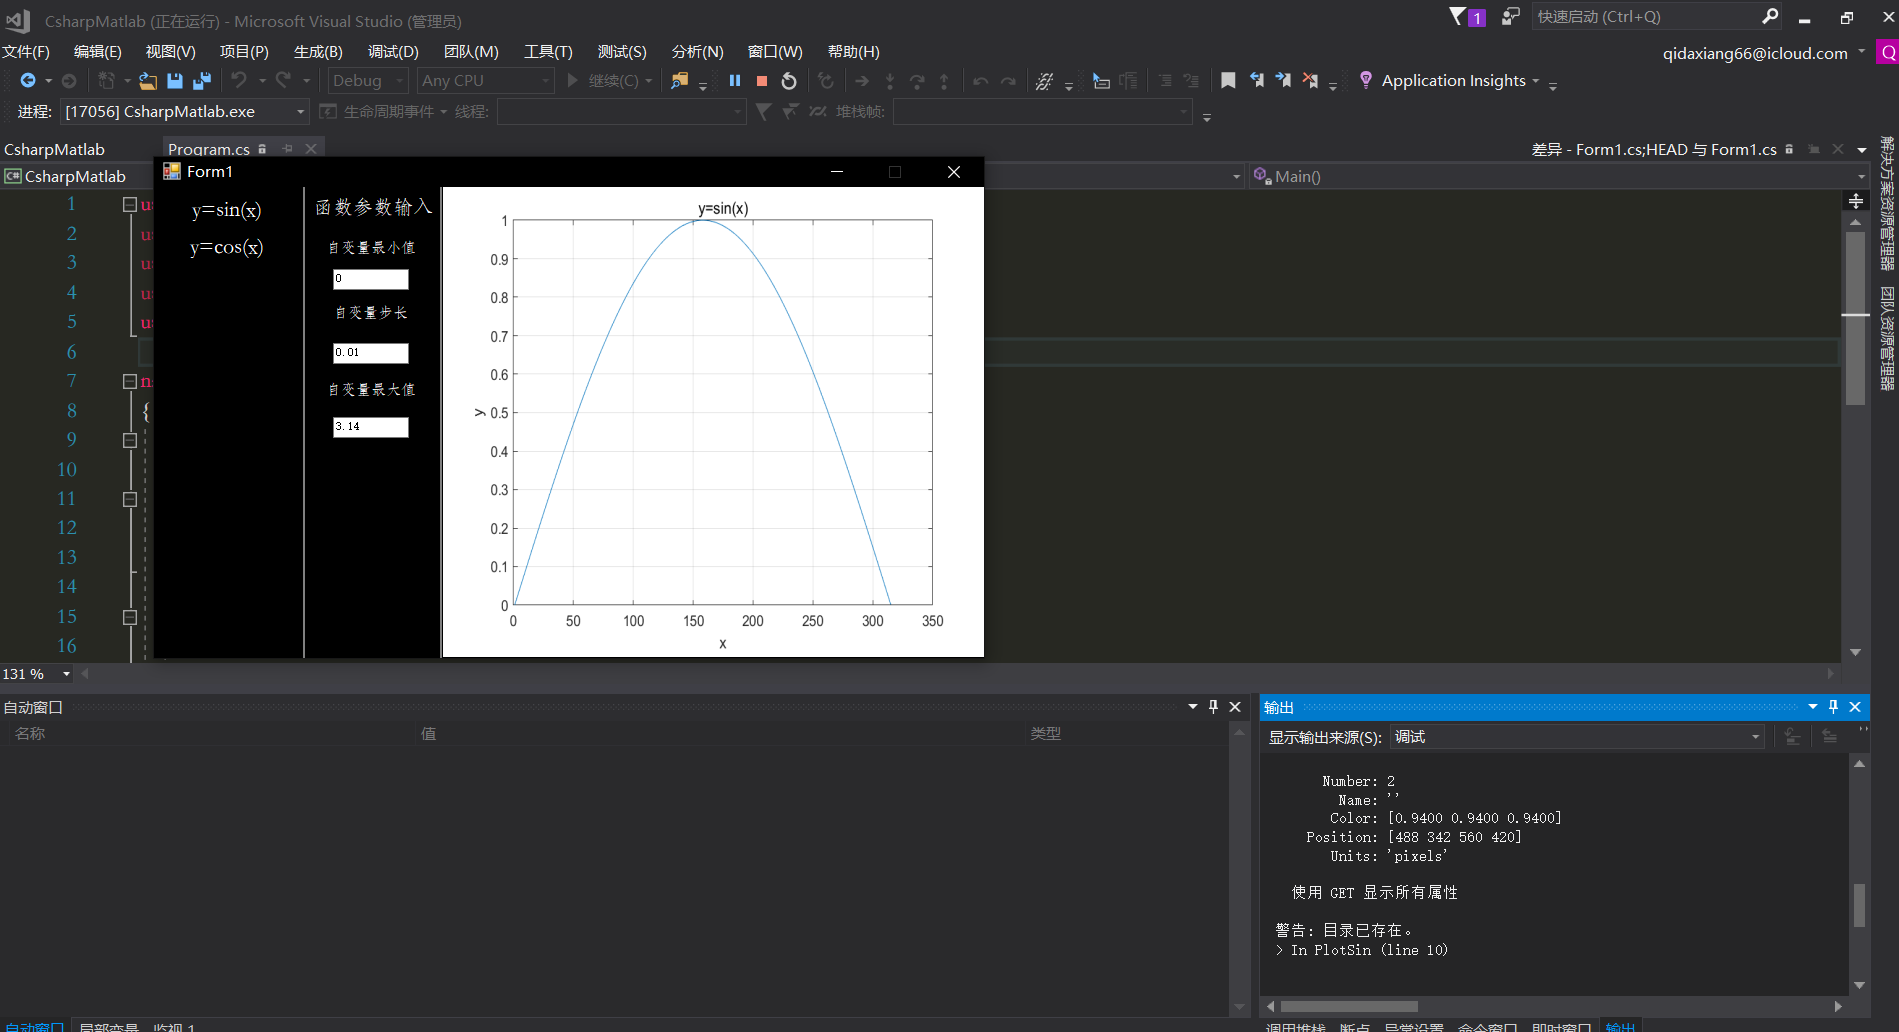 CsharpMatlab (正在运行) - Microsoft Visual Studio (管理员)
1
快速启动 (Ctrl+Q)
文件(F) 编辑(E) 视图(V) 项目(P) 生成(B) 调试(D) 团队(M) 工具(T) 测试(S) 分析(N) 窗口(W) 帮助(H)
qidaxiang66@icloud.com Q
Debug Any CPU 继续(C) Application Insights
进程: [17056] CsharpMatlab.exe 生命周期事件 线程: 堆栈帧:
CsharpMatlab Program.cs 差异 - Form1.cs;HEAD 与 Form1.cs
C# CsharpMatlab Main()
解决方案资源管理器
团队资源管理器
1 u
2 u
3 u
4 u
5 u
6
7 n
8 {
9
10
11
12
13
14
15
16
Form1
y=sin(x)
y=cos(x)
函数参数输入
自变量最小值
0
自变量步长
0.01
自变量最大值
3.14
y=sin(x)
1
0.9
0.8
0.7
0.6
0.5
0.4
0.3
0.2
0.1
0
y
0 50 100 150 200 250 300 350
x
131 %
自动窗口
名称 值 类型
输出
显示输出来源(S): 调试
Number: 2
Name: ''
Color: [0.9400 0.9400 0.9400]
Position: [488 342 560 420]
Units: 'pixels'
使用 GET 显示所有属性
警告: 目录已存在。
> In PlotSin (line 10)
自动窗口 局部变量 监视 1
调用堆栈 断点 异常设置 命令窗口 即时窗口 输出